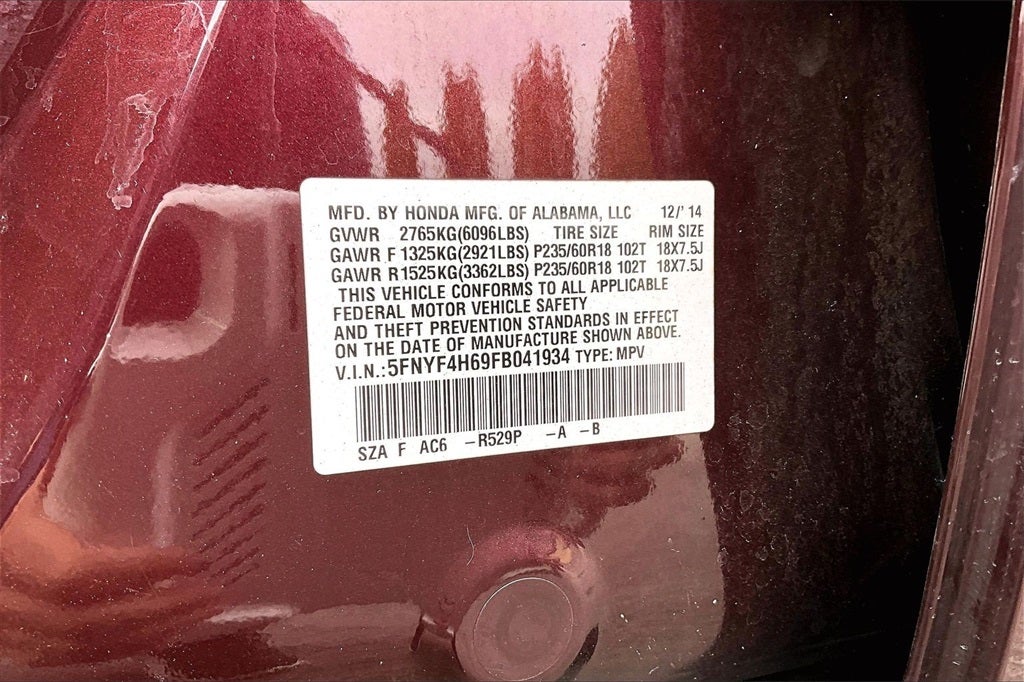 MFD. BY HONDA MFG. OF ALABAMA, LLC 12/'14
GVWR 2765KG(6096LBS) TIRE SIZE RIM SIZE
GAWR F 1325KG(2921LBS) P235/60R18 102T 18X7.5J
GAWR R 1525KG(3362LBS) P235/60R18 102T 18X7.5J
THIS VEHICLE CONFORMS TO ALL APPLICABLE
FEDERAL MOTOR VEHICLE SAFETY
AND THEFT PREVENTION STANDARDS IN EFFECT
ON THE DATE OF MANUFACTURE SHOWN ABOVE.
V.I.N.:5FNYF4H69FB041934 TYPE: MPV
SZA F AC6 -R529P -A -B